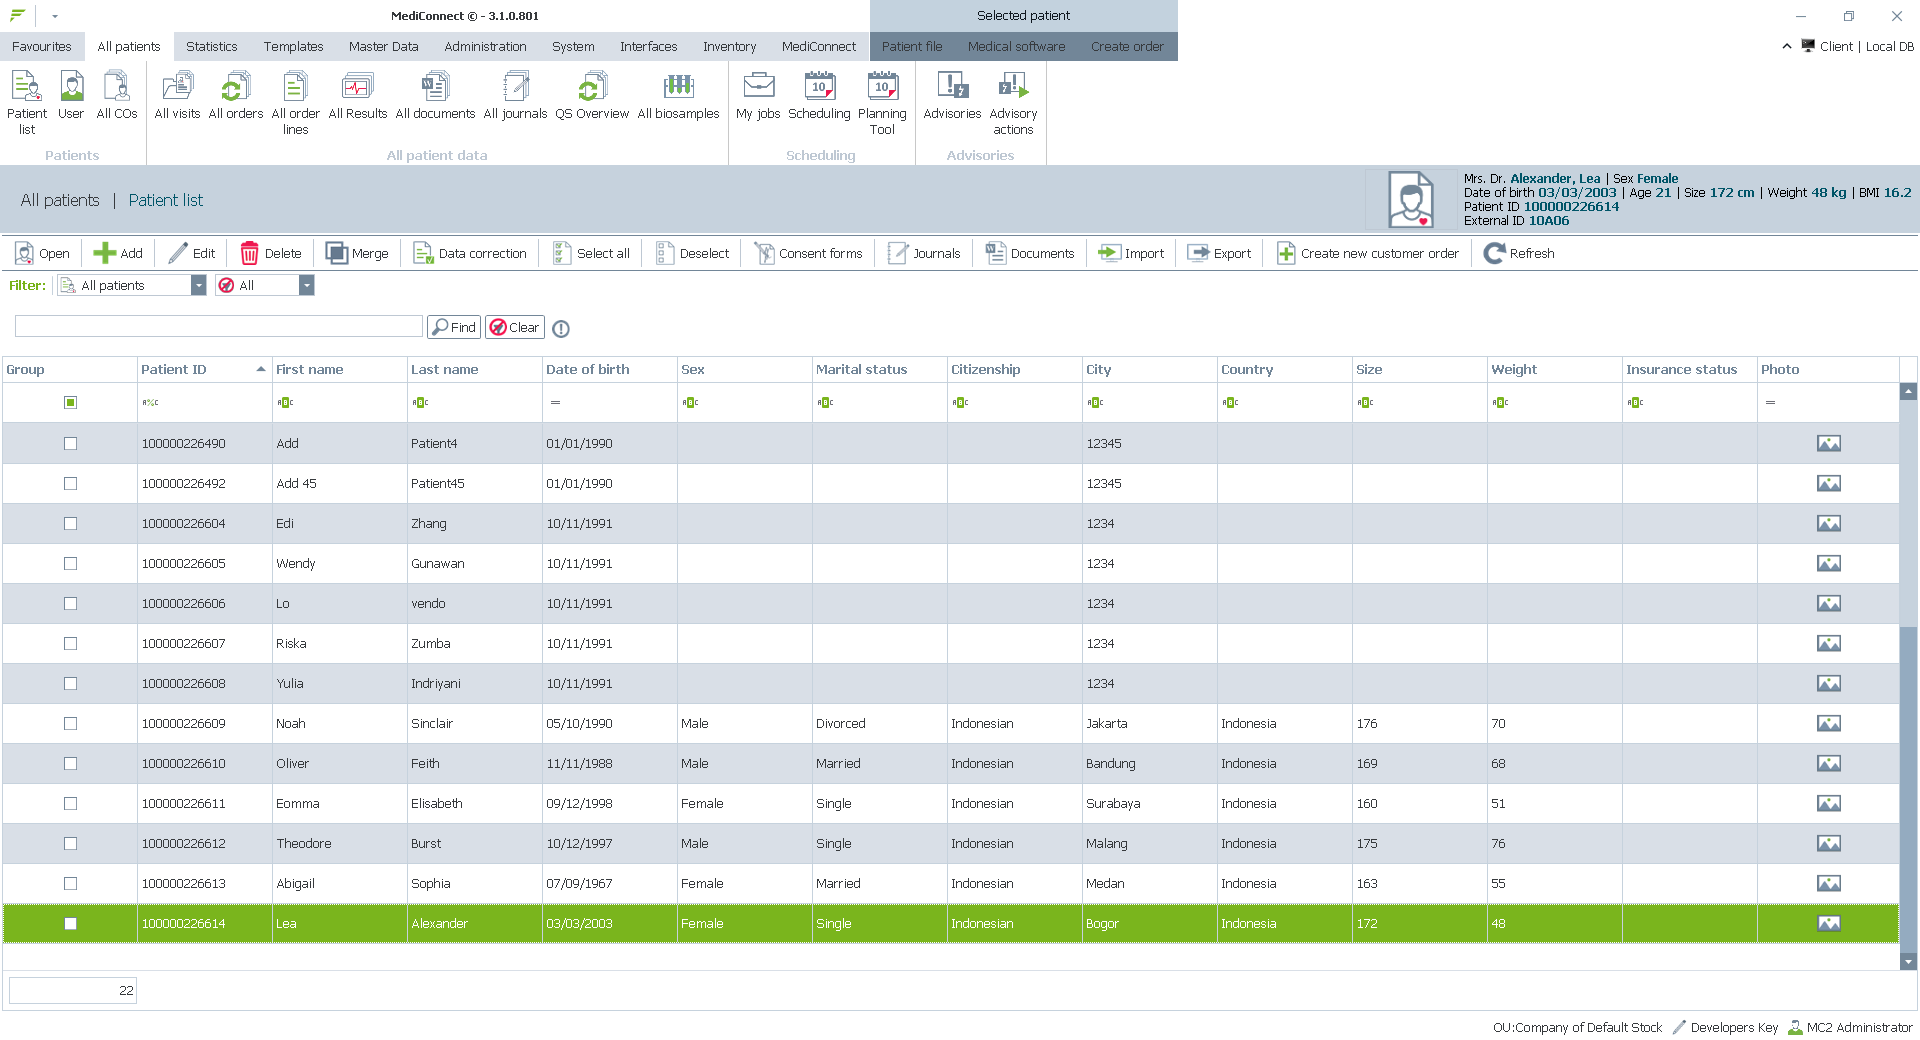 MediConnect © - 3.1.0.801
Selected patient
Favourites All patients Statistics Templates Master Data Administration System Interfaces Inventory MediConnect Patient file Medical software Create order
Client | Local DB
Patient list User All COs All visits All orders All order lines All Results All documents All journals QS Overview All biosamples My jobs Scheduling Planning Tool Advisories Advisory actions
Patients All patient data Scheduling Advisories
All patients | Patient list
Mrs. Dr. Alexander, Lea | Sex Female
Date of birth 03/03/2003 | Age 21 | Size 172 cm | Weight 48 kg | BMI 16.2
Patient ID 100000226614
External ID 10A06
Open Add Edit Delete Merge Data correction Select all Deselect Consent forms Journals Documents Import Export Create new customer order Refresh
Filter: All patients All
Find Clear
Group Patient ID First name Last name Date of birth Sex Marital status Citizenship City Country Size Weight Insurance status Photo
100000226490 Add Patient4 01/01/1990 12345
100000226492 Add 45 Patient45 01/01/1990 12345
100000226604 Edi Zhang 10/11/1991 1234
100000226605 Wendy Gunawan 10/11/1991 1234
100000226606 Lo vendo 10/11/1991 1234
100000226607 Riska Zumba 10/11/1991 1234
100000226608 Yulia Indriyani 10/11/1991 1234
100000226609 Noah Sinclair 05/10/1990 Male Divorced Indonesian Jakarta Indonesia 176 70
100000226610 Oliver Feith 11/11/1988 Male Married Indonesian Bandung Indonesia 169 68
100000226611 Eomma Elisabeth 09/12/1998 Female Single Indonesian Surabaya Indonesia 160 51
100000226612 Theodore Burst 10/12/1997 Male Single Indonesian Malang Indonesia 175 76
100000226613 Abigail Sophia 07/09/1967 Female Married Indonesian Medan Indonesia 163 55
100000226614 Lea Alexander 03/03/2003 Female Single Indonesian Bogor Indonesia 172 48
22
OU:Company of Default Stock Developers Key MC2 Administrator